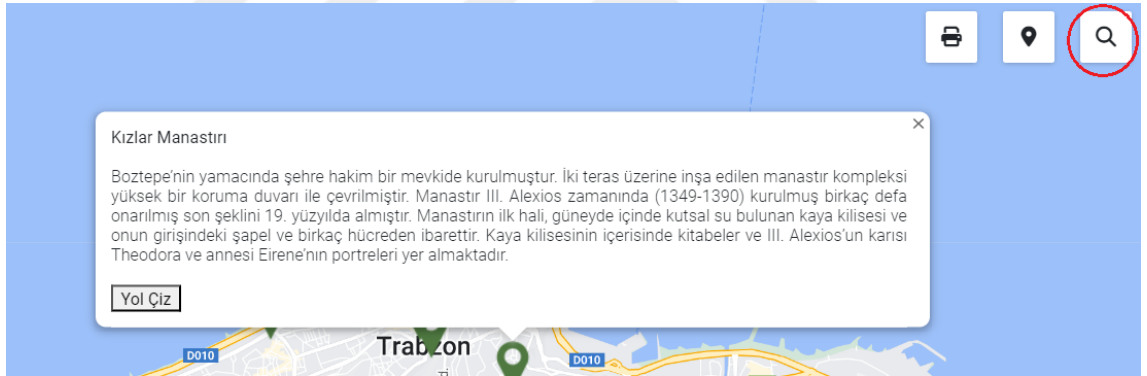 Kızlar Manastırı
Boztepe’nin yamacında şehre hakim bir mevkide kurulmuştur. İki teras üzerine inşa edilen manastır kompleksi
yüksek bir koruma duvarı ile çevrilmiştir. Manastır III. Alexios zamanında (1349-1390) kurulmuş birkaç defa
onarılmış son şeklini 19. yüzyılda almıştır. Manastırın ilk hali, güneyde içinde kutsal su bulunan kaya kilisesi ve
onun girişindeki şapel ve birkaç hücreden ibarettir. Kaya kilisesinin içerisinde kitabeler ve III. Alexios’un karısı
Theodora ve annesi Eirene’nın portreleri yer almaktadır.
Yol Çiz
Trabzon
D010
D010